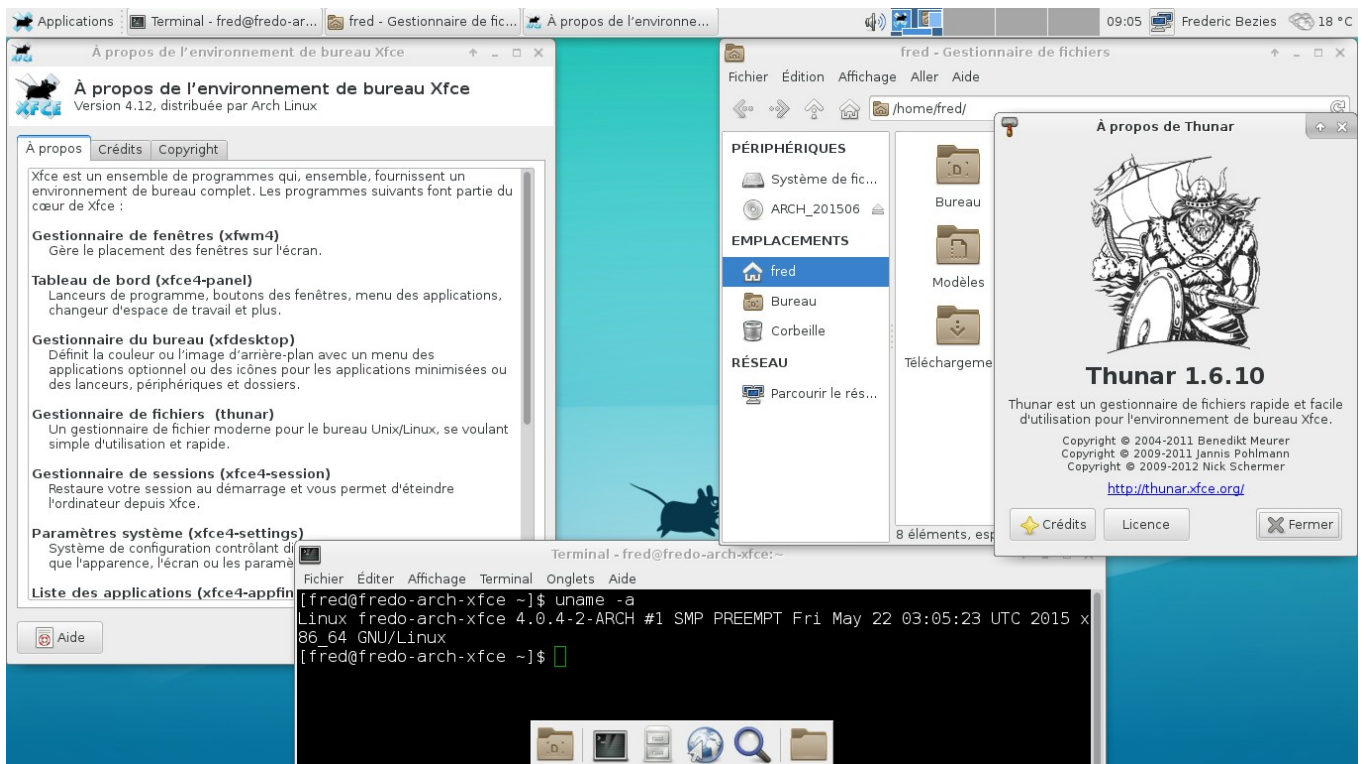 Applications
Terminal - fred@fredo-ar...
fred - Gestionnaire de fic...
À propos de l'environne...
09:05
Frederic Bezies
18 °C
À propos de l'environnement de bureau Xfce
XFCE
À propos de l'environnement de bureau Xfce
Version 4.12, distribuée par Arch Linux
À propos
Crédits
Copyright
Xfce est un ensemble de programmes qui, ensemble, fournissent un
environnement de bureau complet. Les programmes suivants font partie du
cœur de Xfce :
Gestionnaire de fenêtres (xfwm4)
Gère le placement des fenêtres sur l'écran.
Tableau de bord (xfce4-panel)
Lanceurs de programme, boutons des fenêtres, menu des applications,
changeur d'espace de travail et plus.
Gestionnaire du bureau (xfdesktop)
Définit la couleur ou l'image d'arrière-plan avec un menu des
applications optionnel ou des icônes pour les applications minimisées ou
des lanceurs, périphériques et dossiers.
Gestionnaire de fichiers (thunar)
Un gestionnaire de fichier moderne pour le bureau Unix/Linux, se voulant
simple d'utilisation et rapide.
Gestionnaire de sessions (xfce4-session)
Restaure votre session au démarrage et vous permet d'éteindre
l'ordinateur depuis Xfce.
Paramètres système (xfce4-settings)
Système de configuration contrôlant di
que l'apparence, l'écran ou les paramè
Liste des applications (xfce4-appfin
Aide
fred - Gestionnaire de fichiers
Fichier Édition Affichage Aller Aide
/home/fred/
PÉRIPHÉRIQUES
Système de fic...
ARCH_201506
EMPLACEMENTS
fred
Bureau
Corbeille
RÉSEAU
Parcourir le rés...
Bureau
Modèles
Téléchargeme
8 éléments, esp
À propos de Thunar
Thunar 1.6.10
Thunar est un gestionnaire de fichiers rapide et facile
d'utilisation pour l'environnement de bureau Xfce.
Copyright © 2004-2011 Benedikt Meurer
Copyright © 2009-2011 Jannis Pohlmann
Copyright © 2009-2012 Nick Schermer
http://thunar.xfce.org/
Crédits
Licence
Fermer
Terminal - fred@fredo-arch-xfce:~
Fichier Éditer Affichage Terminal Onglets Aide
[fred@fredo-arch-xfce ~]$ uname -a
Linux fredo-arch-xfce 4.0.4-2-ARCH #1 SMP PREEMPT Fri May 22 03:05:23 UTC 2015 x
86_64 GNU/Linux
[fred@fredo-arch-xfce ~]$